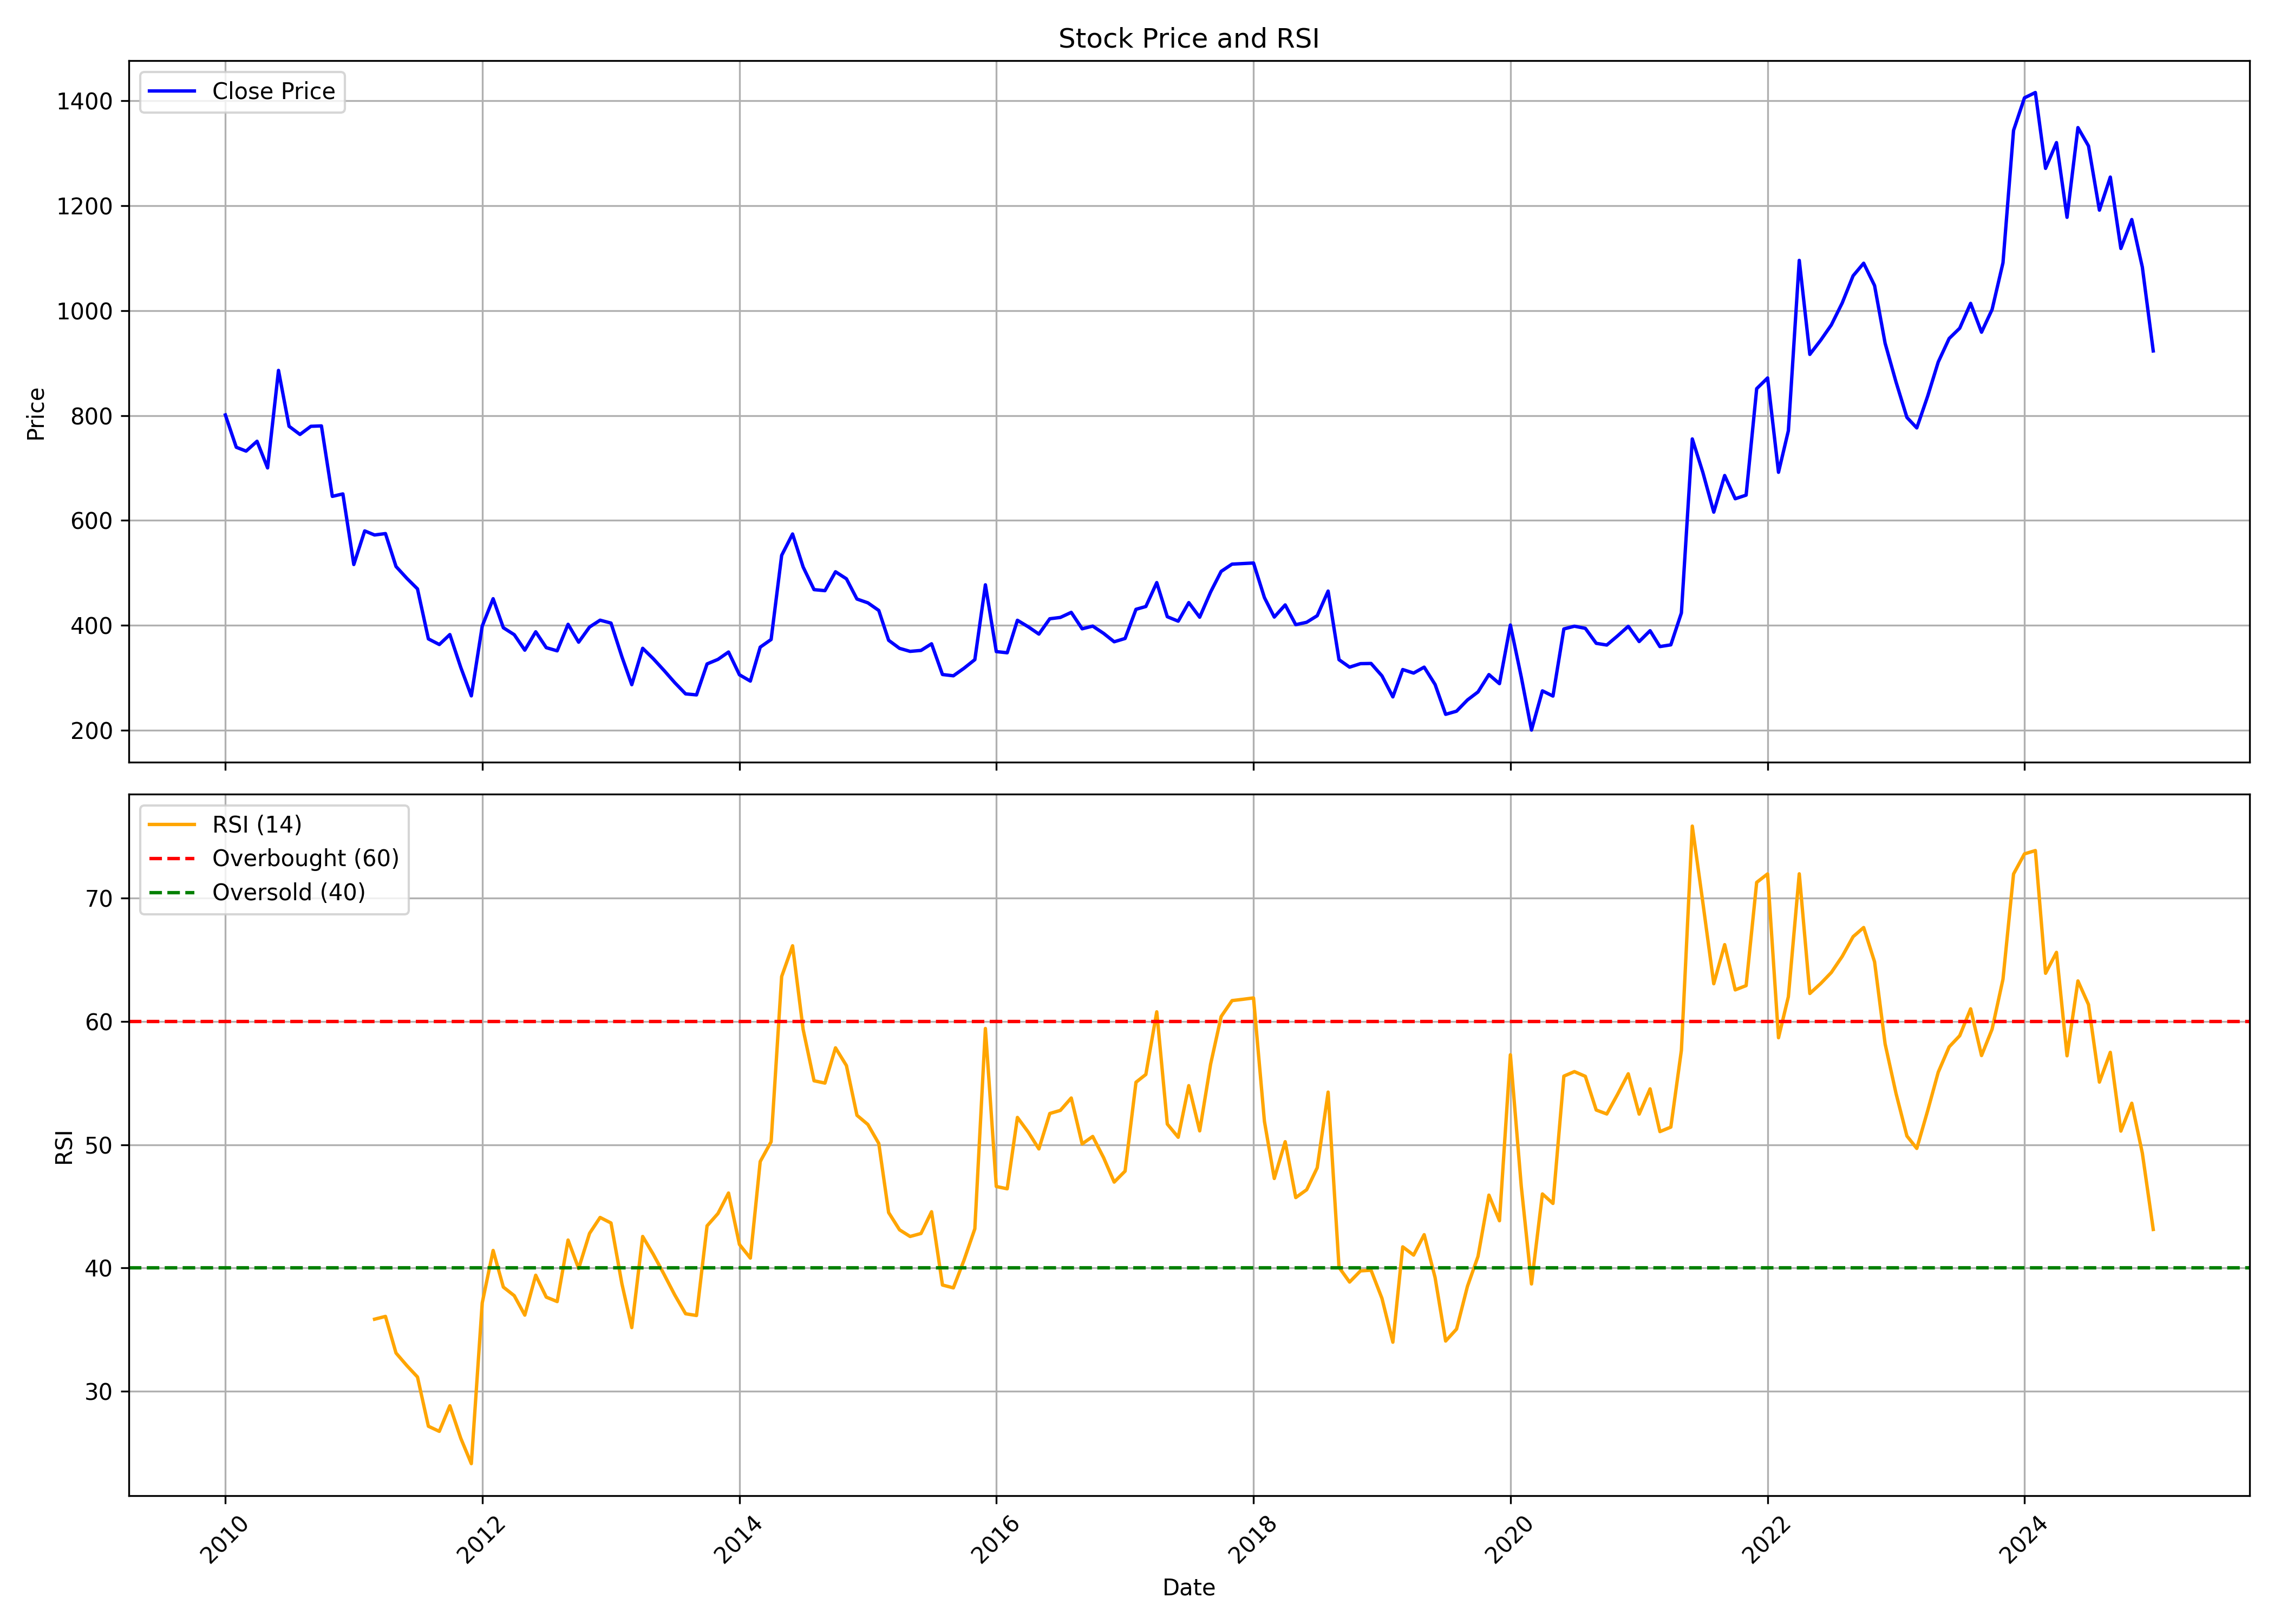 Stock Price and RSI
Close Price
1400
1200
1000
800
600
400
200
Price
RSI (14)
Overbought (60)
Oversold (40)
70
60
50
40
30
RSI
2010
2012
2014
2016
2018
2020
2022
2024
Date